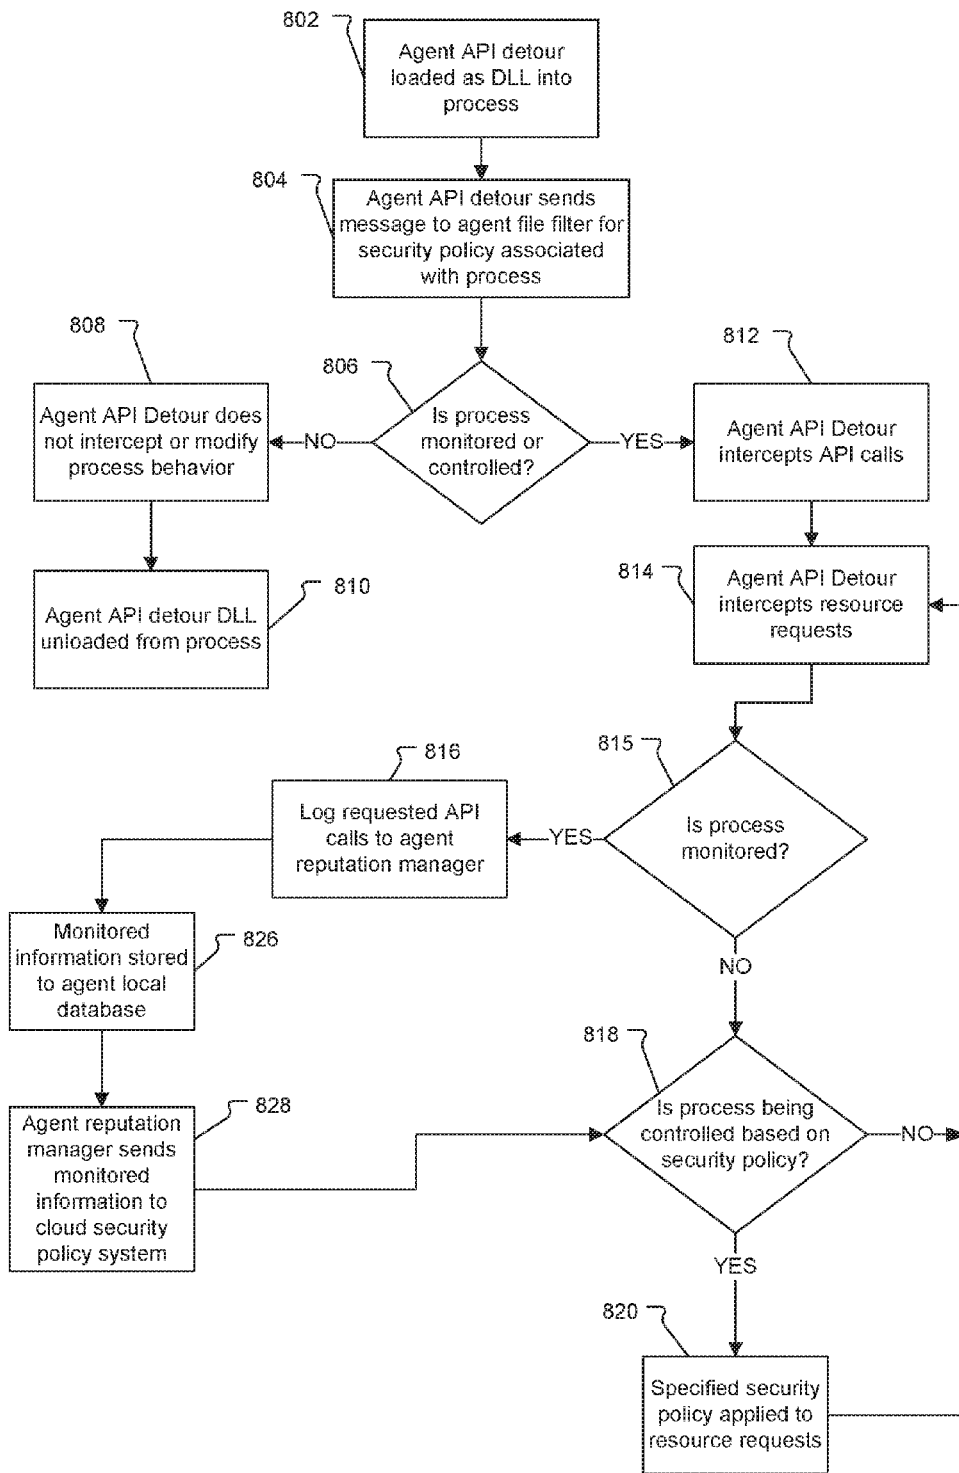 802
Agent API detour
loaded as DLL into
process
804
Agent API detour sends
message to agent file filter for
security policy associated
with process
808
806
812
Agent API Detour does
not intercept or modify
process behavior
NO
Is process
monitored or
controlled?
YES
Agent API Detour
intercepts API calls
810
Agent API detour DLL
unloaded from process
814
Agent API Detour
intercepts resource
requests
816
815
Log requested API
calls to agent
reputation manager
YES
Is process
monitored?
826
Monitored
information stored
to agent local
database
NO
818
828
Agent reputation
manager sends
monitored
information to
cloud security
policy system
Is process being
controlled based on
security policy?
NO
YES
820
Specified security
policy applied to
resource requests